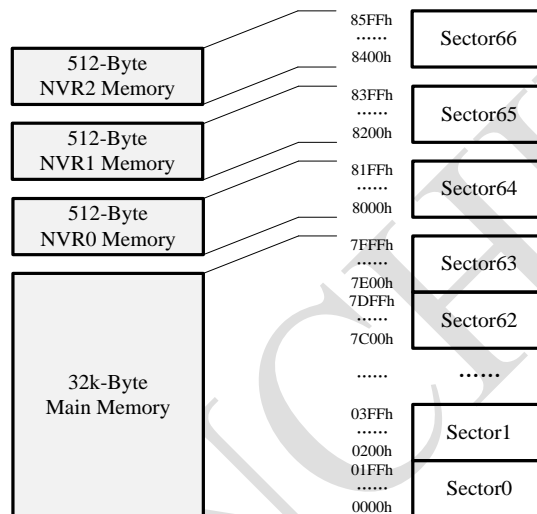 512-Byte
NVR2 Memory
512-Byte
NVR1 Memory
512-Byte
NVR0 Memory
32k-Byte
Main Memory
85FFh
......
8400h
83FFh
......
8200h
81FFh
......
8000h
7FFFh
......
7E00h
7DFFh
......
7C00h
......
03FFh
......
0200h
01FFh
......
0000h
Sector66
Sector65
Sector64
Sector63
Sector62
......
Sector1
Sector0